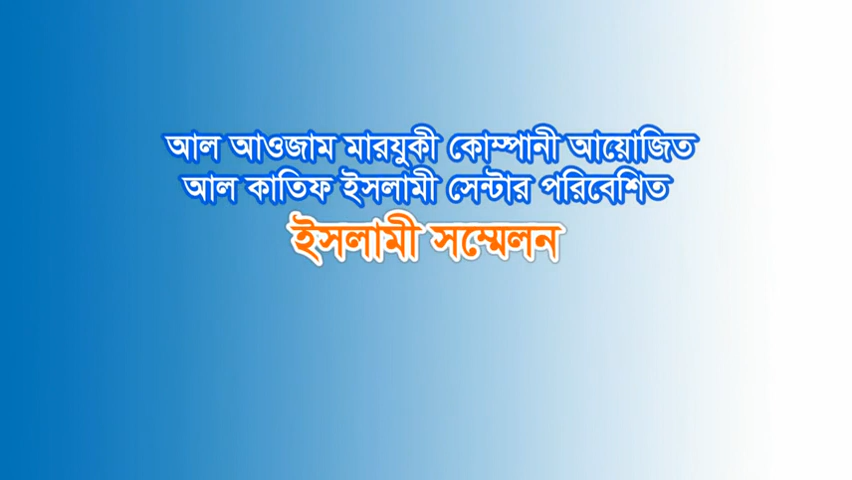 আল আওজাম মারযুকী কোম্পানী আয়োজিত
আল কাতিফ ইসলামী সেন্টার পরিবেশিত
ইসলামী সম্মেলন